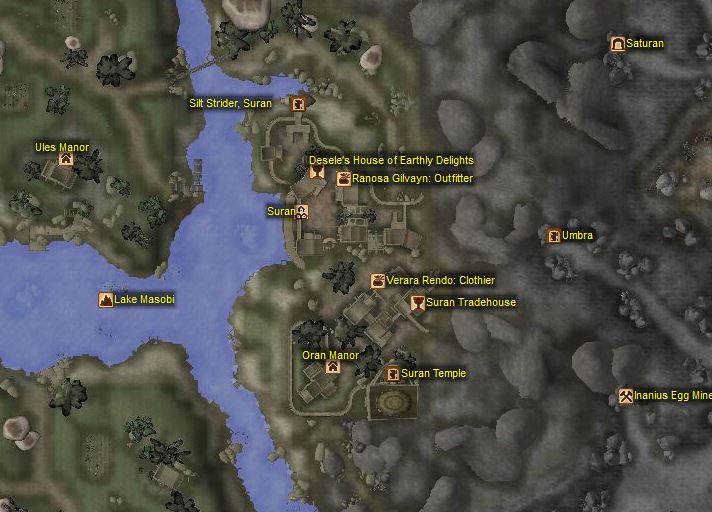 Saturan
Silt Strider, Suran
Ules Manor
Desele's House of Earthly Delights
Ranosa Gilvayn: Outfitter
Suran
Umbra
Verara Rendo: Clothier
Lake Masobi
Suran Tradehouse
Oran Manor
Suran Temple
Inanius Egg Mine